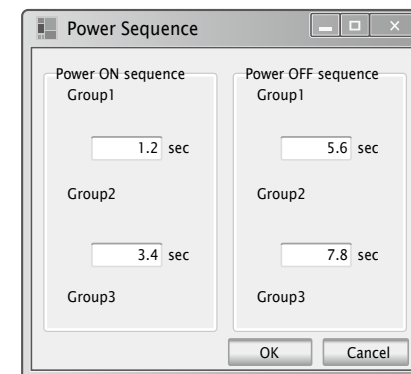 Power Sequence
Power ON sequence
Group1
1.2 sec
Group2
3.4 sec
Group3
Power OFF sequence
Group1
5.6 sec
Group2
7.8 sec
Group3
OK Cancel